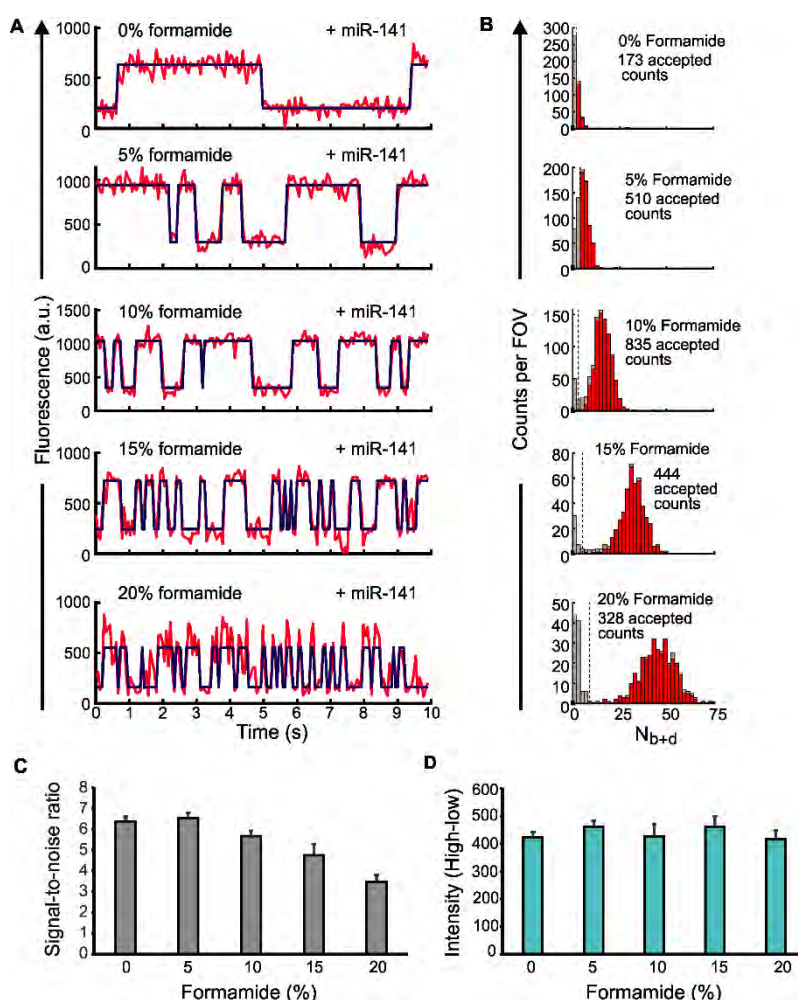 A
0% formamide + miR-141
1000
500
0
5% formamide + miR-141
1000
500
0
10% formamide + miR-141
1500
1000
500
0
15% formamide + miR-141
1000
500
0
20% formamide + miR-141
1000
500
0
0 1 2 3 4 5 6 7 8 9 10
Time (s)
Fluorescence (a.u.)
B
0% Formamide
173 accepted
counts
300
250
200
150
100
50
0
5% Formamide
510 accepted
counts
200
150
100
50
0
10% Formamide
835 accepted
counts
150
100
50
0
15% Formamide
444
accepted
counts
80
60
40
20
0
20% Formamide
328 accepted
counts
50
40
30
20
10
0
0 25 50 75
Nb+d
Counts per FOV
C
Signal-to-noise ratio
8
7
6
5
4
3
2
1
0
0 5 10 15 20
Formamide (%)
D
Intensity (High-low)
600
500
400
300
200
100
0
0 5 10 15 20
Formamide (%)